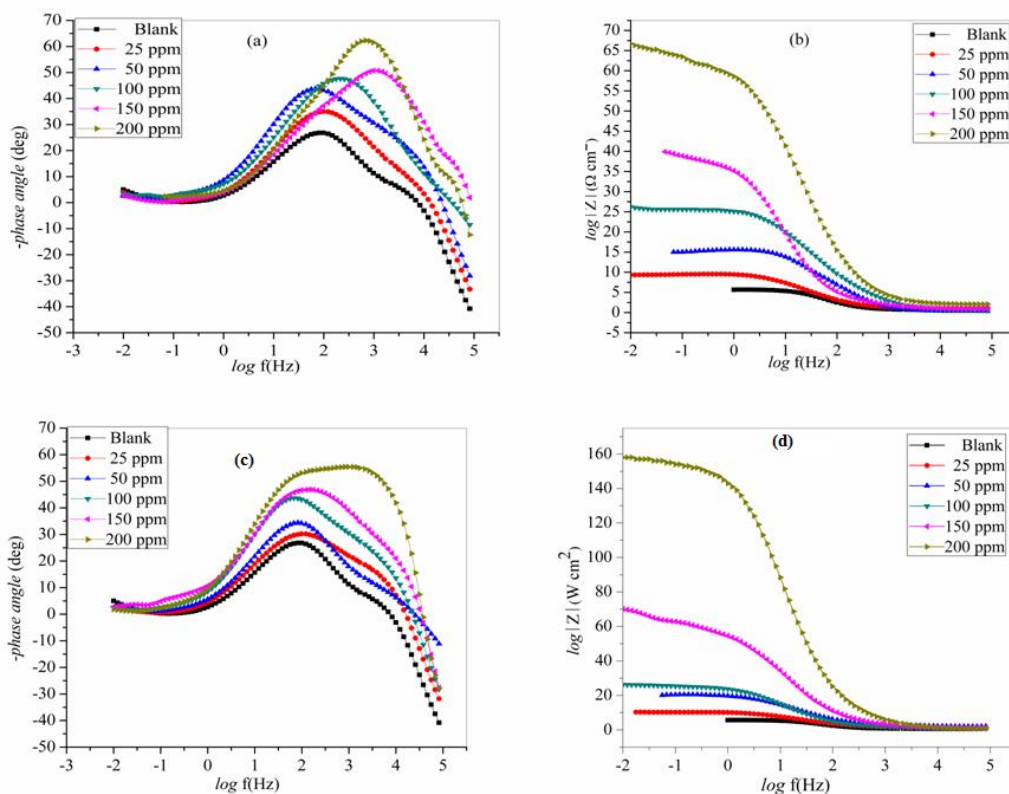 (a)
Blank
25 ppm
50 ppm
100 ppm
150 ppm
200 ppm
70
60
50
40
30
20
10
0
-10
-20
-30
-40
-50
-phase angle (deg)
-3 -2 -1 0 1 2 3 4 5
log f(Hz)
(b)
Blank
25 ppm
50 ppm
100 ppm
150 ppm
200 ppm
75
70
65
60
55
50
45
40
35
30
25
20
15
10
5
0
-5
log |Z| (Ω cm⁻)
-2 -1 0 1 2 3 4 5
log f(Hz)
(c)
Blank
25 ppm
50 ppm
100 ppm
150 ppm
200 ppm
70
60
50
40
30
20
10
0
-10
-20
-30
-40
-50
-phase angle (deg)
-3 -2 -1 0 1 2 3 4 5
log f(Hz)
(d)
Blank
25 ppm
50 ppm
100 ppm
150 ppm
200 ppm
160
140
120
100
80
60
40
20
0
log |Z| (W cm²)
-2 -1 0 1 2 3 4 5
log f(Hz)